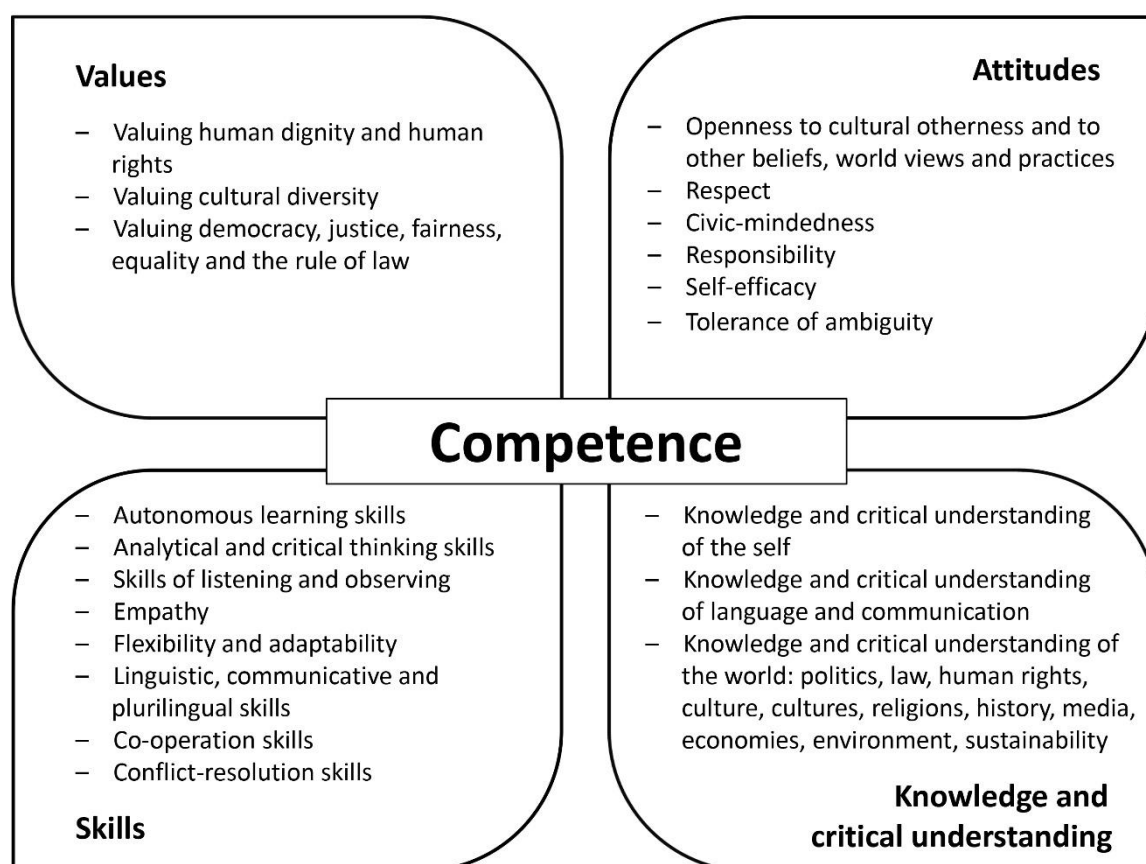 Values
– Valuing human dignity and human
rights
– Valuing cultural diversity
– Valuing democracy, justice, fairness,
equality and the rule of law
Attitudes
– Openness to cultural otherness and to
other beliefs, world views and practices
– Respect
– Civic-mindedness
– Responsibility
– Self-efficacy
– Tolerance of ambiguity
Competence
– Autonomous learning skills
– Analytical and critical thinking skills
– Skills of listening and observing
– Empathy
– Flexibility and adaptability
– Linguistic, communicative and
plurilingual skills
– Co-operation skills
– Conflict-resolution skills
Skills
– Knowledge and critical understanding
of the self
– Knowledge and critical understanding
of language and communication
– Knowledge and critical understanding of
the world: politics, law, human rights,
culture, cultures, religions, history, media,
economies, environment, sustainability
Knowledge and
critical understanding